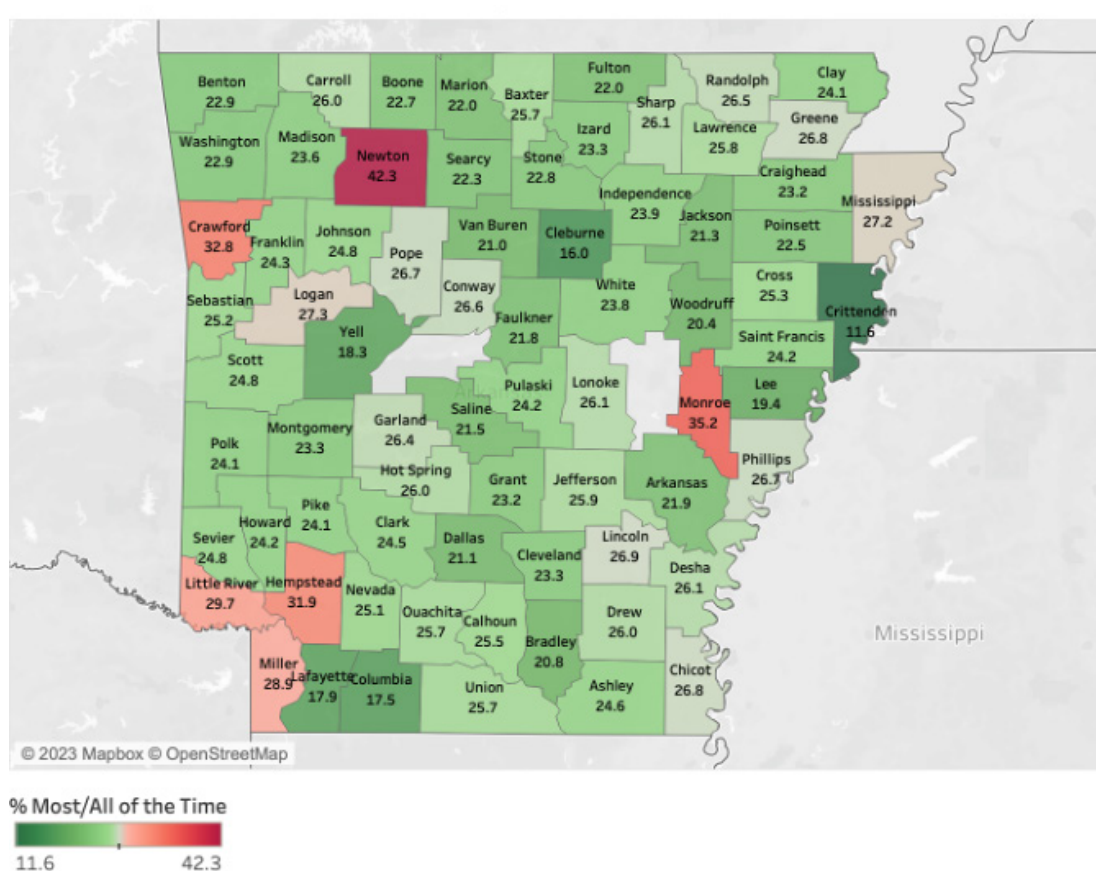 Benton
22.9
Carroll
26.0
Boone
22.7
Marion
22.0
Baxter
25.7
Fulton
22.0
Sharp
26.1
Randolph
26.5
Clay
24.1
Greene
26.8
Lawrence
25.8
Washington
22.9
Madison
23.6
Newton
42.3
Searcy
22.3
Stone
22.8
Izard
23.3
Independence
23.9
Jackson
21.3
Craighead
23.2
Mississippi
27.2
Poinsett
22.5
Crawford
32.8
Franklin
24.3
Johnson
24.8
Pope
26.7
Van Buren
21.0
Cleburne
16.0
Conway
26.6
White
23.8
Woodruff
20.4
Cross
25.3
Crittenden
11.6
Sebastian
25.2
Logan
27.3
Yell
18.3
Faulkner
21.8
Saint Francis
24.2
Scott
24.8
Pulaski
24.2
Lonoke
26.1
Monroe
35.2
Lee
19.4
Garland
26.4
Saline
21.5
Polk
24.1
Montgomery
23.3
Hot Spring
26.0
Grant
23.2
Jefferson
25.9
Arkansas
21.9
Phillips
26.7
Sevier
24.8
Howard
24.2
Pike
24.1
Clark
24.5
Dallas
21.1
Cleveland
23.3
Lincoln
26.9
Desha
26.1
Little River
29.7
Hempstead
31.9
Nevada
25.1
Ouachita
25.7
Calhoun
25.5
Bradley
20.8
Drew
26.0
Mississippi
Miller
28.9
Lafayette
17.9
Columbia
17.5
Union
25.7
Ashley
24.6
Chicot
26.8
© 2023 Mapbox © OpenStreetMap
% Most/All of the Time
11.6 42.3